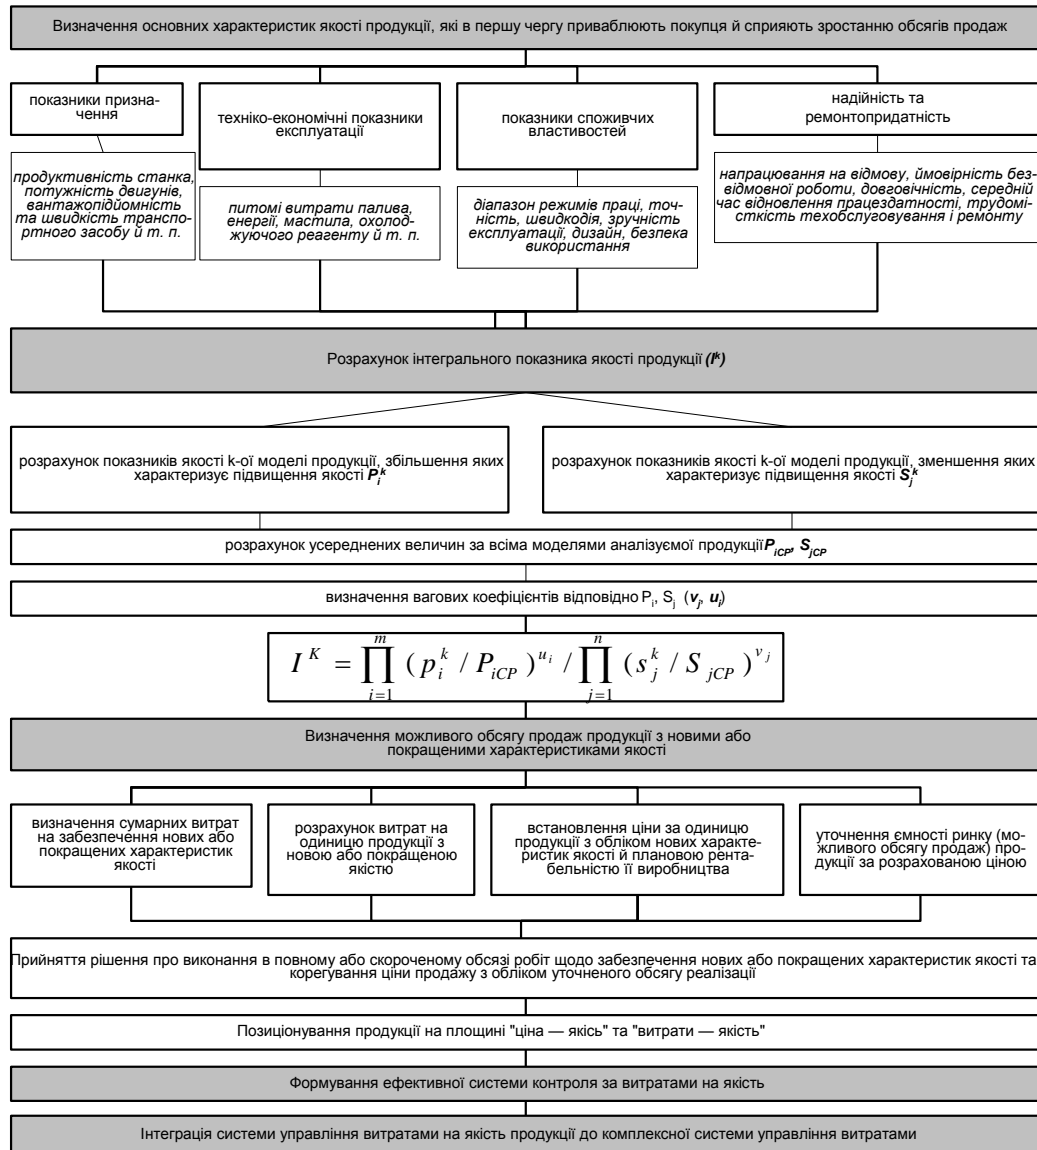 Визначення основних характеристик якості продукції, які в першу чергу приваблюють покупця й сприяють зростанню обсягів продаж
показники призна-
чення
техніко-економічні показники
експлуатації
показники споживчих
властивостей
надійність та
ремонтопридатність
продуктивність станка,
потужність двигунів,
вантажопідйомність
та швидкість транспо-
ртного засобу й т. п.
питомі витрати палива,
енергії, мастила, охолод-
жуючого реагенту й т. п.
діапазон режимів праці, точ-
ність, швидкодія, зручність
експлуатації, дизайн, безпека
використання
напрацювання на відмову, ймовірність без-
відмовної роботи, довговічність, середній
час відновлення працездатності, трудомі-
сткість техобслуговування і ремонту
Розрахунок інтегрального показника якості продукції (I^k)
розрахунок показників якості k-ої моделі продукції, збільшення яких
характеризує підвищення якості P_i^k
розрахунок показників якості k-ої моделі продукції, зменшення яких
характеризує підвищення якості S_j^k
розрахунок усереднених величин за всіма моделями аналізуємої продукції P_{iCP}, S_{jCP}
визначення вагових коефіцієнтів відповідно P_i, S_j (v_j, u_i)
I^K = ∏_{i=1}^{m} (p_i^k / P_{iCP})^{u_i} / ∏_{j=1}^{n} (s_j^k / S_{jCP})^{v_j}
Визначення можливого обсягу продаж продукції з новими або
покращеними характеристиками якості
визначення сумарних витрат
на забезпечення нових або
покращених характеристик
якості
розрахунок витрат на
одиницю продукції з
новою або покращеною
якістю
встановлення ціни за одиницю
продукції з обліком нових характе-
ристик якості й плановою рента-
бельністю її виробництва
уточнення ємності ринку (мо-
жливого обсягу продаж) про-
дукції за розрахованою ціною
Прийняття рішення про виконання в повному або скороченому обсязі робіт щодо забезпечення нових або покращених характеристик якості та
корегування ціни продажу з обліком уточненого обсягу реалізації
Позиціонування продукції на площині "ціна — якісь" та "витрати — якість"
Формування ефективної системи контроля за витратами на якість
Інтеграція системи управління витратами на якість продукції до комплексної системи управління витратами